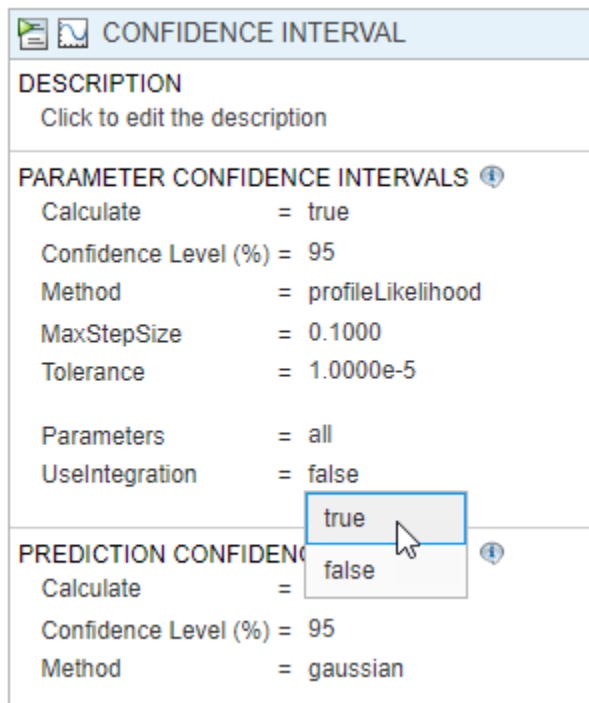 CONFIDENCE INTERVAL
DESCRIPTION
Click to edit the description
PARAMETER CONFIDENCE INTERVALS
Calculate = true
Confidence Level (%) = 95
Method = profileLikelihood
MaxStepSize = 0.1000
Tolerance = 1.0000e-5
Parameters = all
UseIntegration = false
true
false
PREDICTION
Calculate =
Confidence Level (%) = 95
Method = gaussian